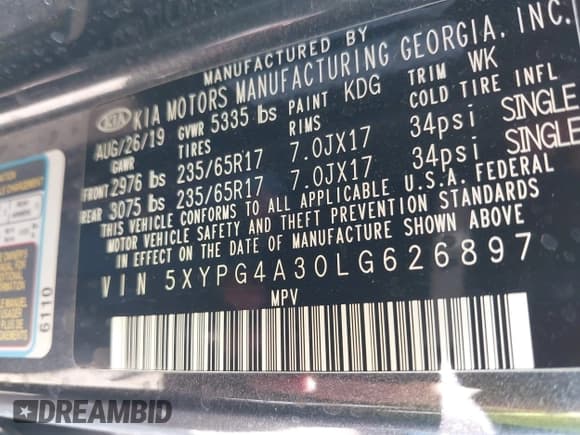 MANUFACTURED BY
KIA KIA MOTORS MANUFACTURING GEORGIA, INC.
AUG/26/19 GVWR 5335 lbs PAINT KDG TRIM WK
GAWR TIRES RIMS COLD TIRE INFL
FRONT 2976 lbs 235/65R17 7.0JX17 34psi SINGLE
REAR 3075 lbs 235/65R17 7.0JX17 34psi SINGLE
THIS VEHICLE CONFORMS TO ALL APPLICABLE U.S.A. FEDERAL
MOTOR VEHICLE SAFETY AND THEFT PREVENTION STANDARDS
IN EFFECT ON THE DATE OF MANUFACTURE SHOWN ABOVE
VIN 5XYPG4A30LG626897
MPV
6110
DREAMBID